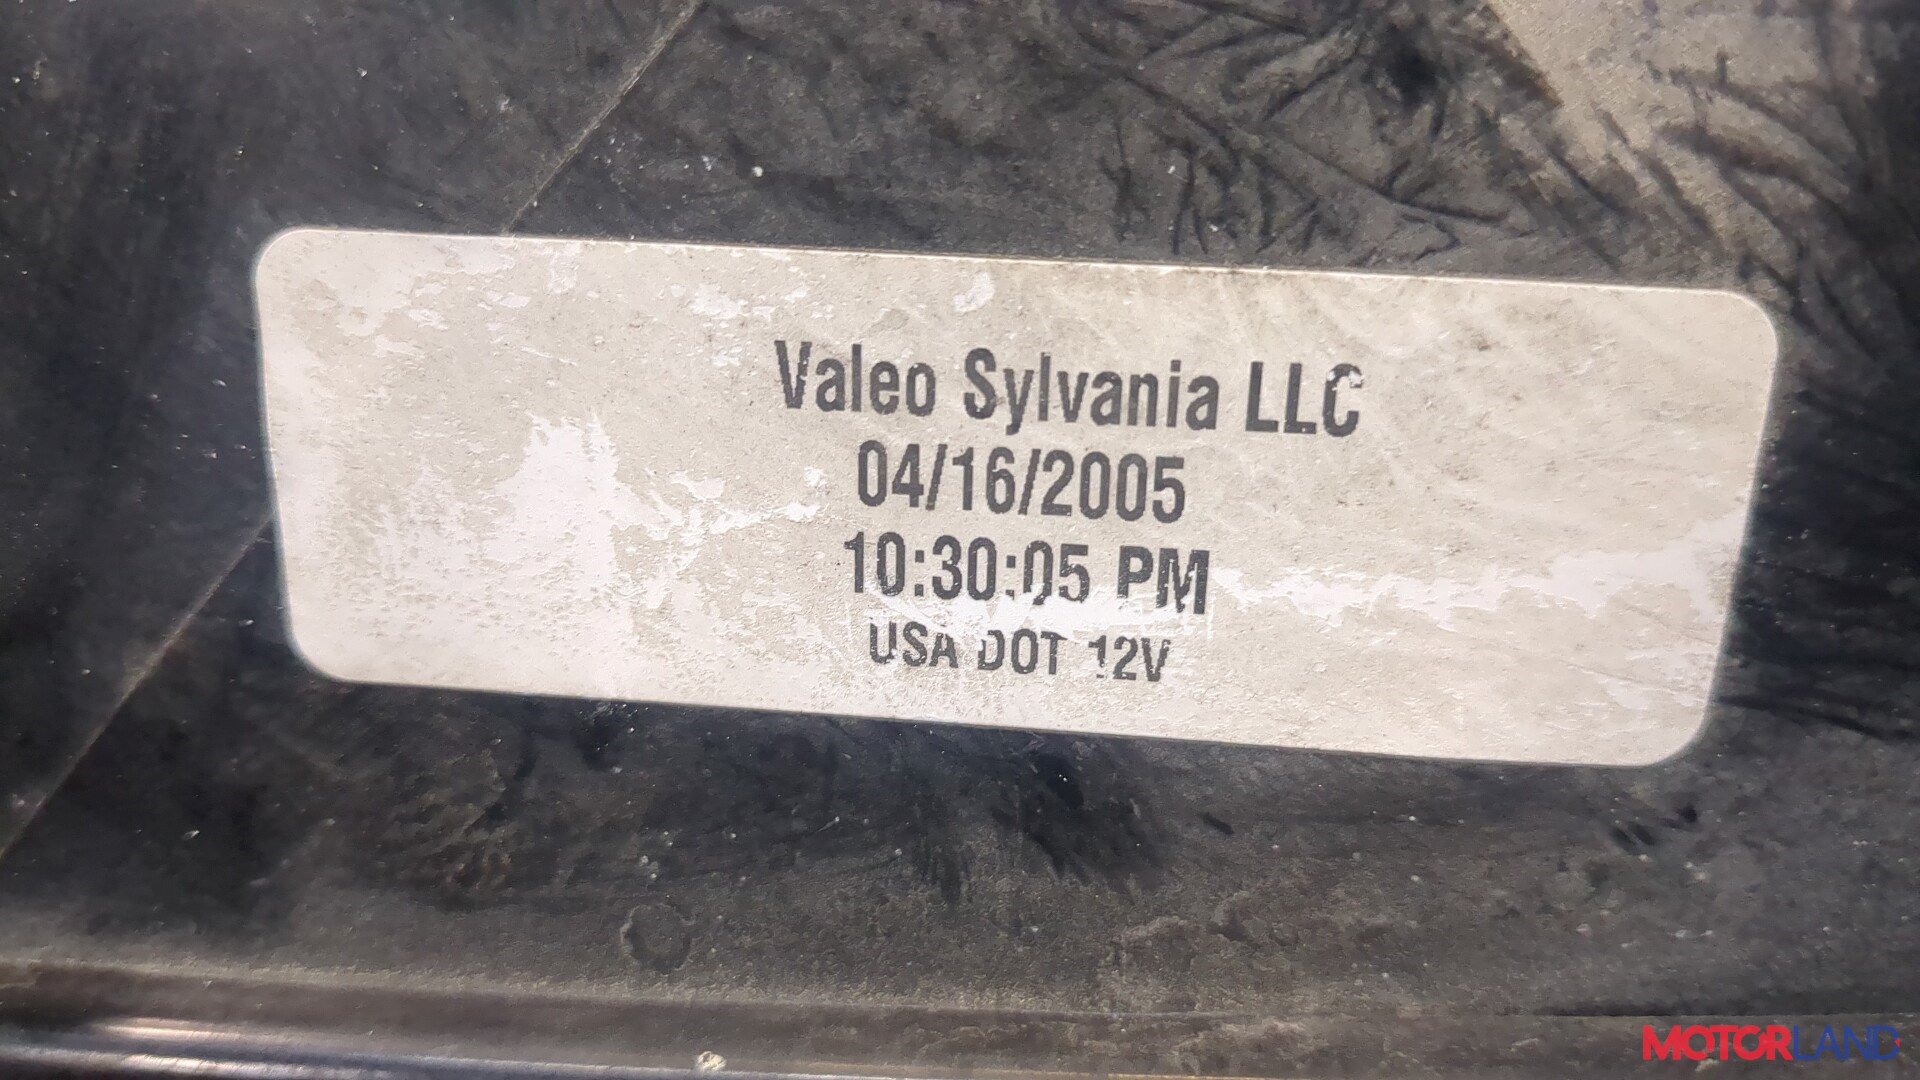 Valeo Sylvania LLC
04/16/2005
10:30:05 PM
USA DOT 12V
MOTORLAND